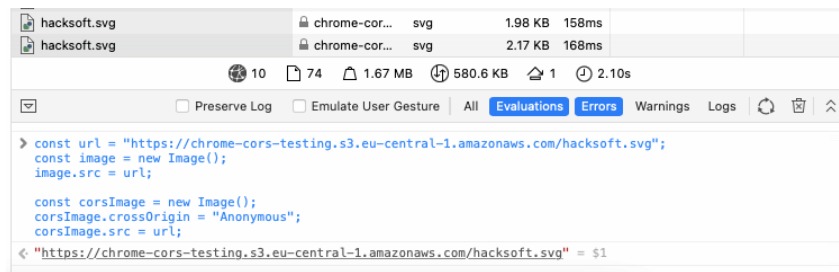 hacksoft.svg chrome-cor... svg 1.98 KB 158ms
hacksoft.svg chrome-cor... svg 2.17 KB 168ms
10 74 1.67 MB 580.6 KB 1 2.10s
Preserve Log Emulate User Gesture All Evaluations Errors Warnings Logs
const url = "https://chrome-cors-testing.s3.eu-central-1.amazonaws.com/hacksoft.svg";
const image = new Image();
image.src = url;
const corsImage = new Image();
corsImage.crossOrigin = "Anonymous";
corsImage.src = url;
"https://chrome-cors-testing.s3.eu-central-1.amazonaws.com/hacksoft.svg" = $1